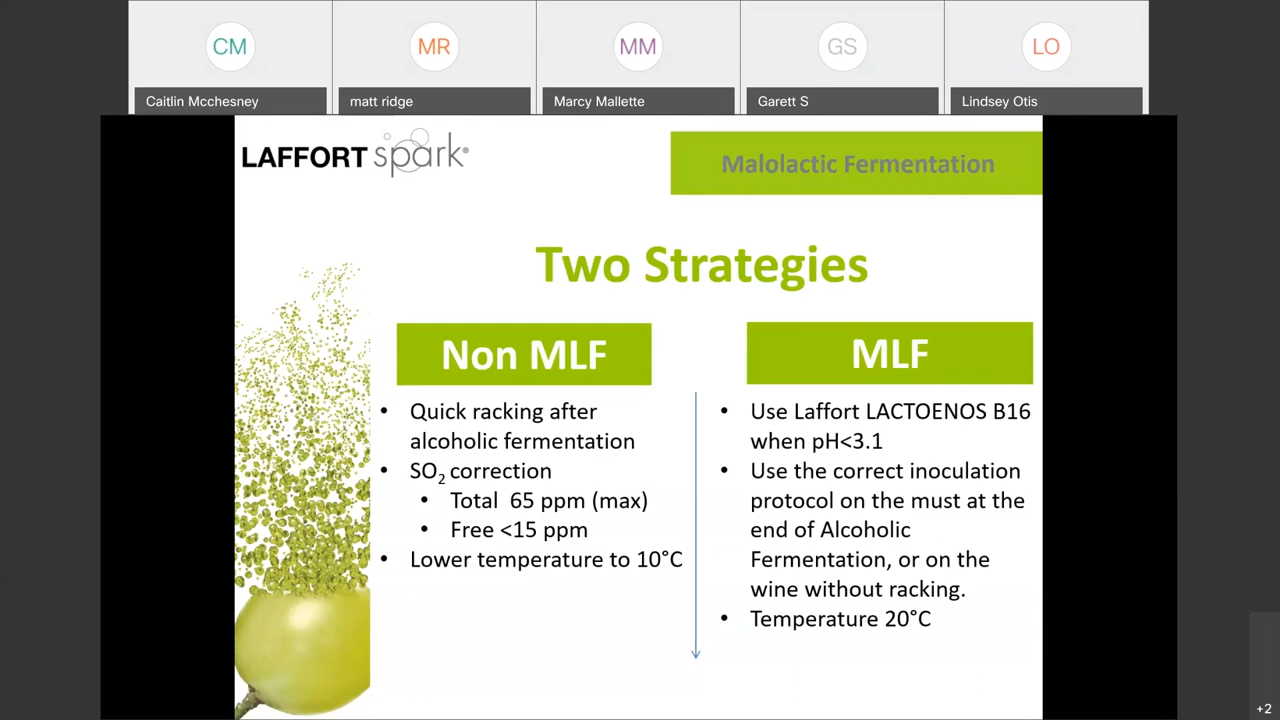 CM
MR
MM
GS
LO
Caitlin Mcchesney
matt ridge
Marcy Mallette
Garett S
Lindsey Otis
LAFFORT spark®
Malolactic Fermentation
Two Strategies
Non MLF
• Quick racking after
alcoholic fermentation
• SO2 correction
• Total 65 ppm (max)
• Free <15 ppm
• Lower temperature to 10°C
MLF
• Use Laffort LACTOENOS B16
when pH<3.1
• Use the correct inoculation
protocol on the must at the
end of Alcoholic
Fermentation, or on the
wine without racking.
• Temperature 20°C
+2